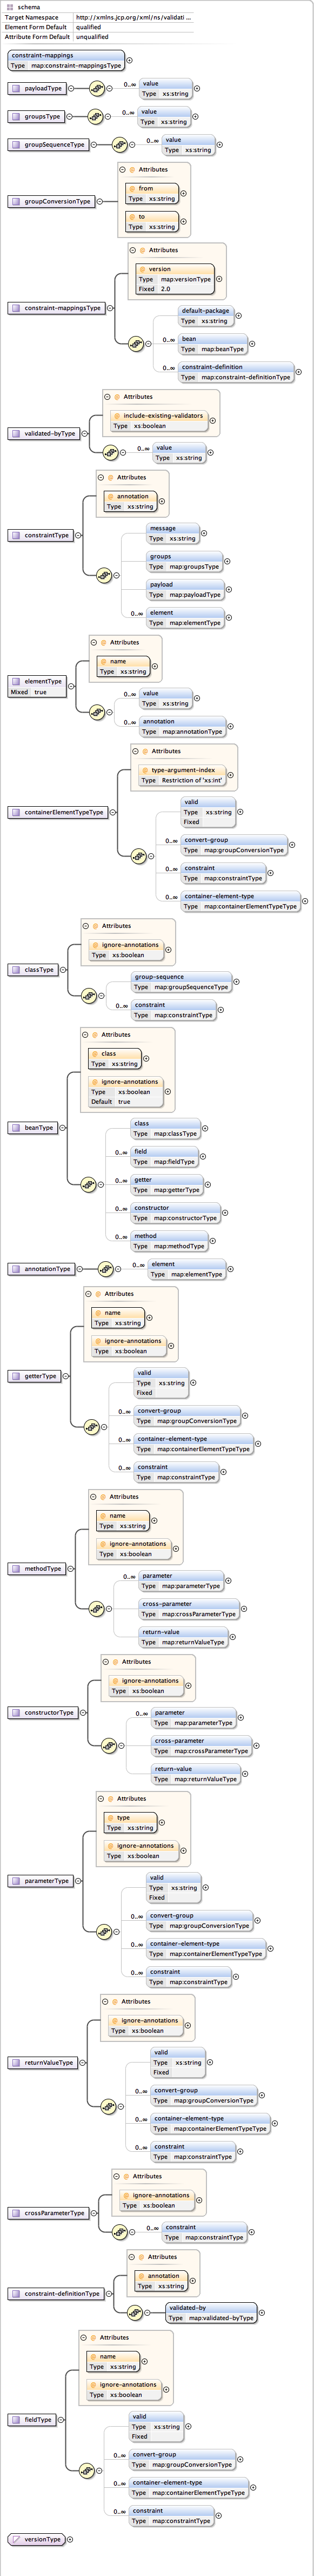 schema
Target Namespace http://xmlns.jcp.org/xml/ns/validati ...
Element Form Default qualified
Attribute Form Default unqualified
constraint-mappings
Type map:constraint-mappingsType
payloadType
0..∞
value
Type xs:string
groupsType
0..∞
value
Type xs:string
groupSequenceType
0..∞
value
Type xs:string
groupConversionType
Attributes
from
Type xs:string
to
Type xs:string
constraint-mappingsType
Attributes
version
Type map:versionType
Fixed 2.0
default-package
Type xs:string
0..∞
bean
Type map:beanType
0..∞
constraint-definition
Type map:constraint-definitionType
validated-byType
Attributes
include-existing-validators
Type xs:boolean
0..∞
value
Type xs:string
constraintType
Attributes
annotation
Type xs:string
message
Type xs:string
groups
Type map:groupsType
payload
Type map:payloadType
0..∞
element
Type map:elementType
elementType
Mixed true
Attributes
name
Type xs:string
0..∞
value
Type xs:string
0..∞
annotation
Type map:annotationType
containerElementTypeType
Attributes
type-argument-index
Type Restriction of 'xs:int'
valid
Type xs:string
Fixed
0..∞
convert-group
Type map:groupConversionType
0..∞
constraint
Type map:constraintType
0..∞
container-element-type
Type map:containerElementTypeType
classType
Attributes
ignore-annotations
Type xs:boolean
group-sequence
Type map:groupSequenceType
0..∞
constraint
Type map:constraintType
beanType
Attributes
class
Type xs:string
ignore-annotations
Type xs:boolean
Default true
class
Type map:classType
0..∞
field
Type map:fieldType
0..∞
getter
Type map:getterType
0..∞
constructor
Type map:constructorType
0..∞
method
Type map:methodType
annotationType
0..∞
element
Type map:elementType
getterType
Attributes
name
Type xs:string
ignore-annotations
Type xs:boolean
valid
Type xs:string
Fixed
0..∞
convert-group
Type map:groupConversionType
0..∞
container-element-type
Type map:containerElementTypeType
0..∞
constraint
Type map:constraintType
methodType
Attributes
name
Type xs:string
ignore-annotations
Type xs:boolean
0..∞
parameter
Type map:parameterType
cross-parameter
Type map:crossParameterType
return-value
Type map:returnValueType
constructorType
Attributes
ignore-annotations
Type xs:boolean
0..∞
parameter
Type map:parameterType
cross-parameter
Type map:crossParameterType
return-value
Type map:returnValueType
parameterType
Attributes
type
Type xs:string
ignore-annotations
Type xs:boolean
valid
Type xs:string
Fixed
0..∞
convert-group
Type map:groupConversionType
0..∞
container-element-type
Type map:containerElementTypeType
0..∞
constraint
Type map:constraintType
returnValueType
Attributes
ignore-annotations
Type xs:boolean
valid
Type xs:string
Fixed
0..∞
convert-group
Type map:groupConversionType
0..∞
container-element-type
Type map:containerElementTypeType
0..∞
constraint
Type map:constraintType
crossParameterType
Attributes
ignore-annotations
Type xs:boolean
0..∞
constraint
Type map:constraintType
constraint-definitionType
Attributes
annotation
Type xs:string
validated-by
Type map:validated-byType
fieldType
Attributes
name
Type xs:string
ignore-annotations
Type xs:boolean
valid
Type xs:string
Fixed
0..∞
convert-group
Type map:groupConversionType
0..∞
container-element-type
Type map:containerElementTypeType
0..∞
constraint
Type map:constraintType
versionType